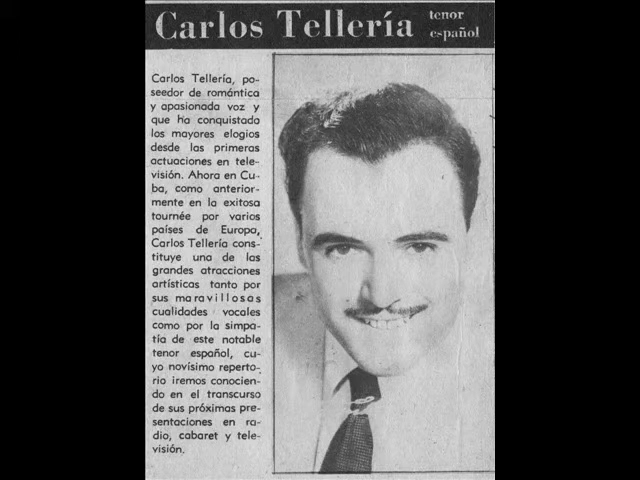 Carlos Tellería tenor
español
Carlos Tellería, po-
seedor de romántica
y apasionada voz y
que ha conquistado
los mayores elogios
desde las primeras
actuaciones en tele-
visión. Ahora en Cu-
ba, como anterior-
mente en la exitosa
tournée por varios
países de Europa,
Carlos Tellería cons-
tituye una de las
grandes atracciones
artísticas tanto por
sus maravillosas
cualidades vocales
como por la simpa-
tía de este notable
tenor español, cu-
yo novísimo reperto-
rio iremos conocien-
do en el transcurso
de sus próximas pre-
sentaciones en ra-
dio, cabaret y tele-
visión.